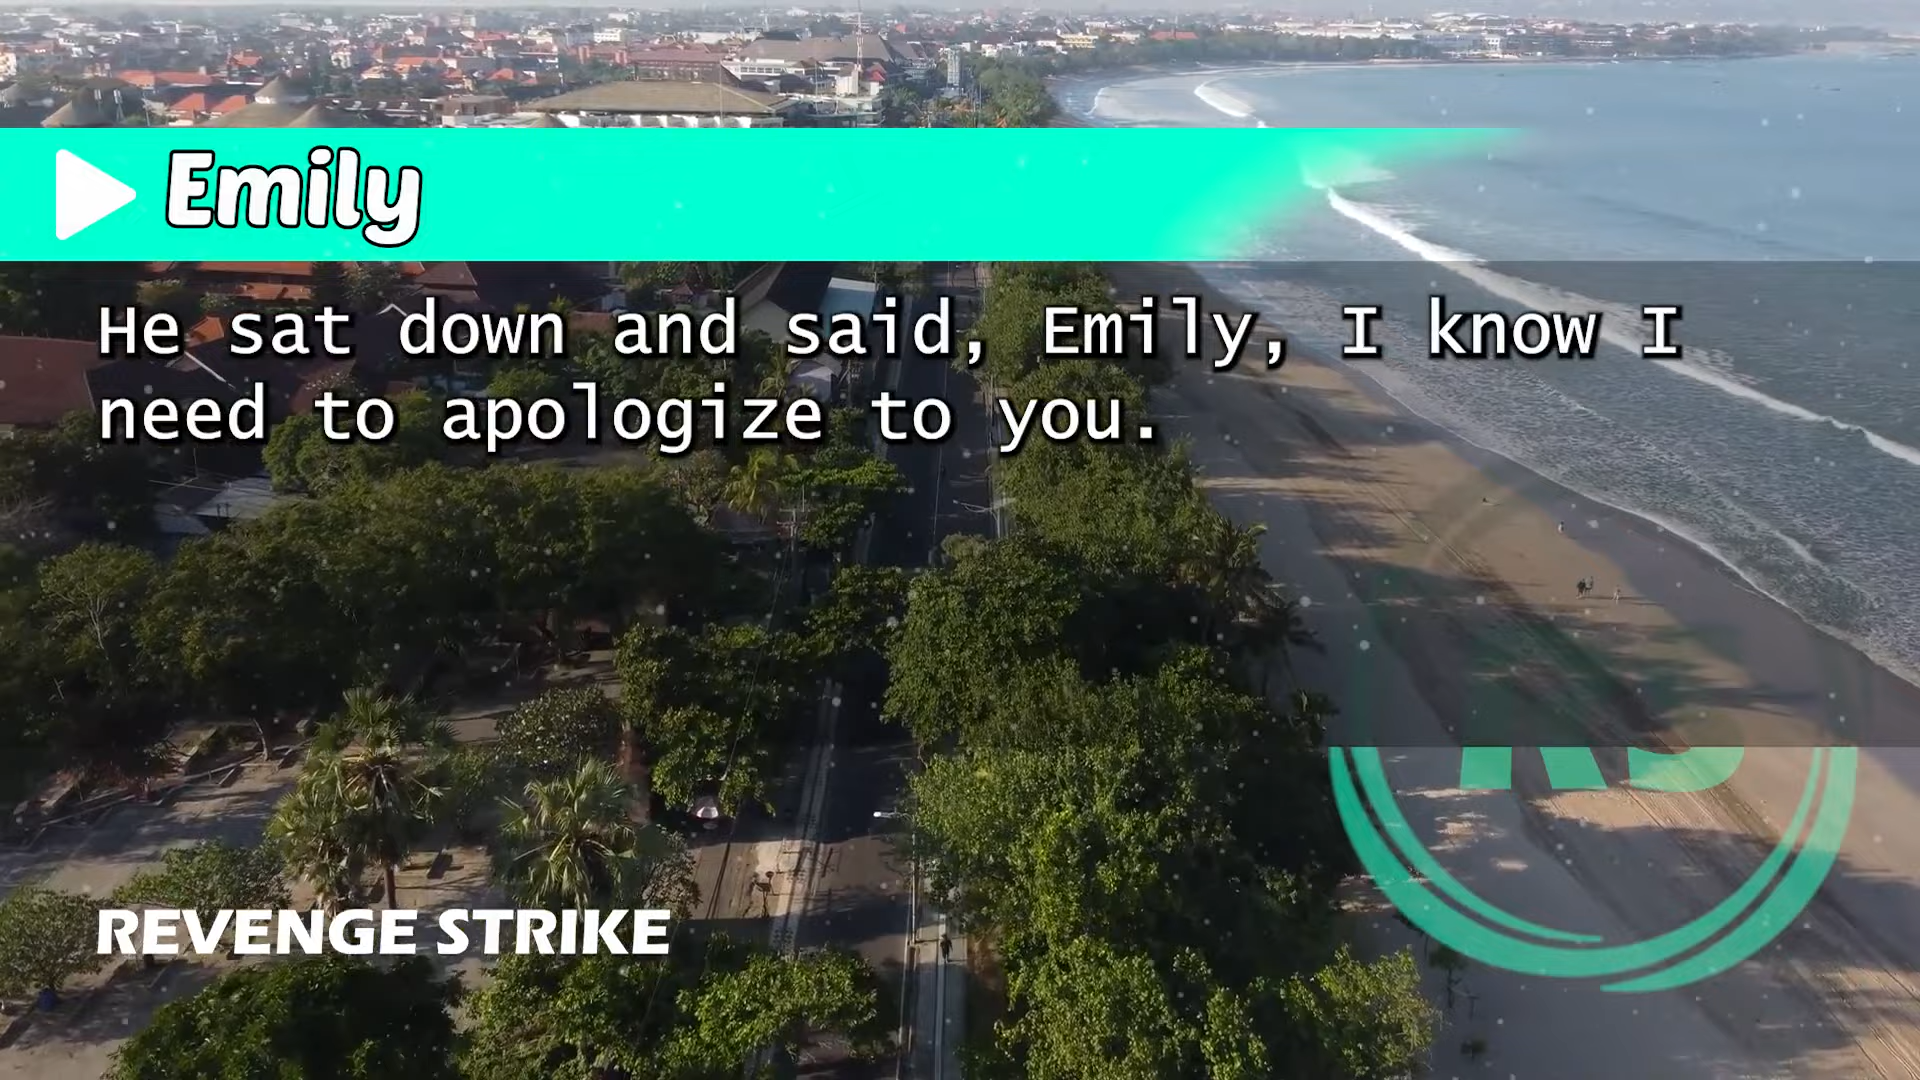 Emily
He sat down and said, Emily, I know I
need to apologize to you.
REVENGE STRIKE